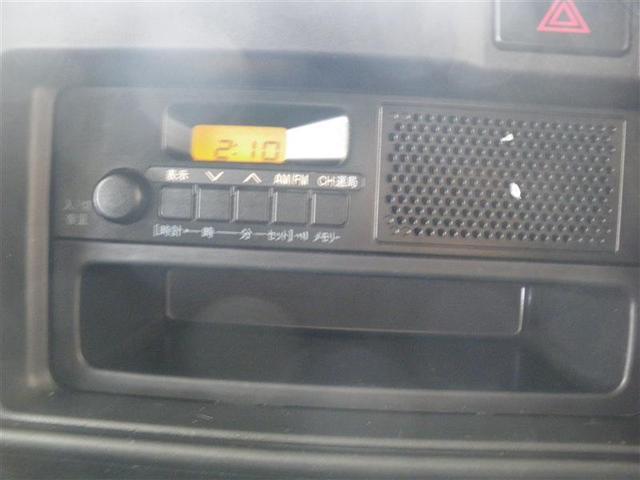 2:10
表示 AM/FM CH選局
入/切
音量
[時計 時 分 セット] メモリー